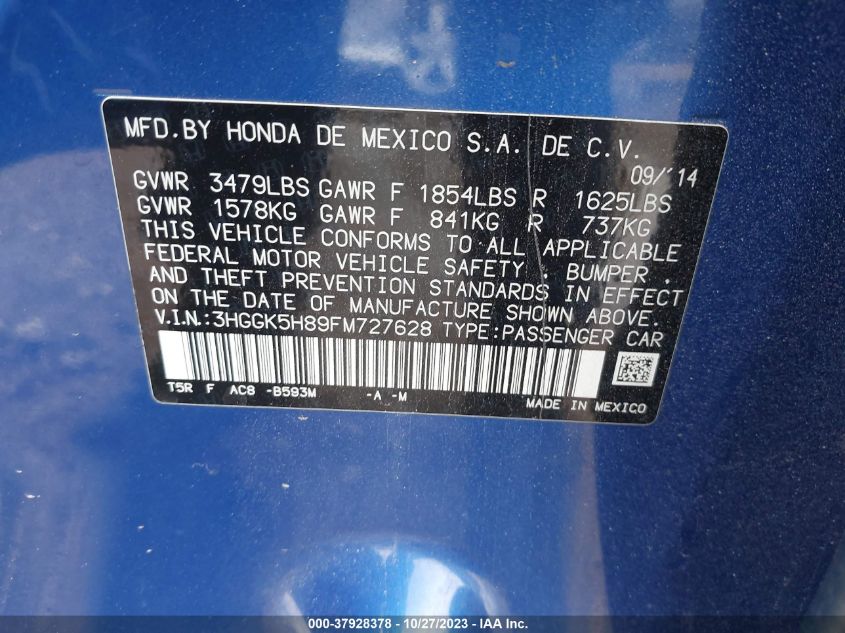 MFD.BY HONDA DE MEXICO S.A. DE C.V.
09/'14
GVWR 3479LBS GAWR F 1854LBS R 1625LBS
GVWR 1578KG GAWR F 841KG R 737KG
THIS VEHICLE CONFORMS TO ALL APPLICABLE
FEDERAL MOTOR VEHICLE SAFETY, BUMPER,
AND THEFT PREVENTION STANDARDS IN EFFECT
ON THE DATE OF MANUFACTURE SHOWN ABOVE.
V.I.N.:3HGGK5H89FM727628 TYPE:PASSENGER CAR
T5R F AC8 -B593M -A -M
MADE IN MEXICO
000-37928378 - 10/27/2023 - IAA Inc.